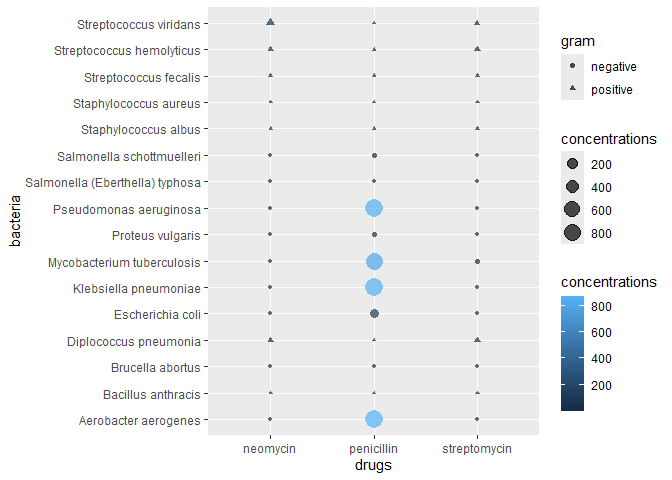 bacteria
Streptococcus viridans
Streptococcus hemolyticus
Streptococcus fecalis
Staphylococcus aureus
Staphylococcus albus
Salmonella schottmuelleri
Salmonella (Eberthella) typhosa
Pseudomonas aeruginosa
Proteus vulgaris
Mycobacterium tuberculosis
Klebsiella pneumoniae
Escherichia coli
Diplococcus pneumonia
Brucella abortus
Bacillus anthracis
Aerobacter aerogenes
neomycin penicillin streptomycin
drugs
gram
negative
positive
concentrations
200
400
600
800
concentrations
800
600
400
200